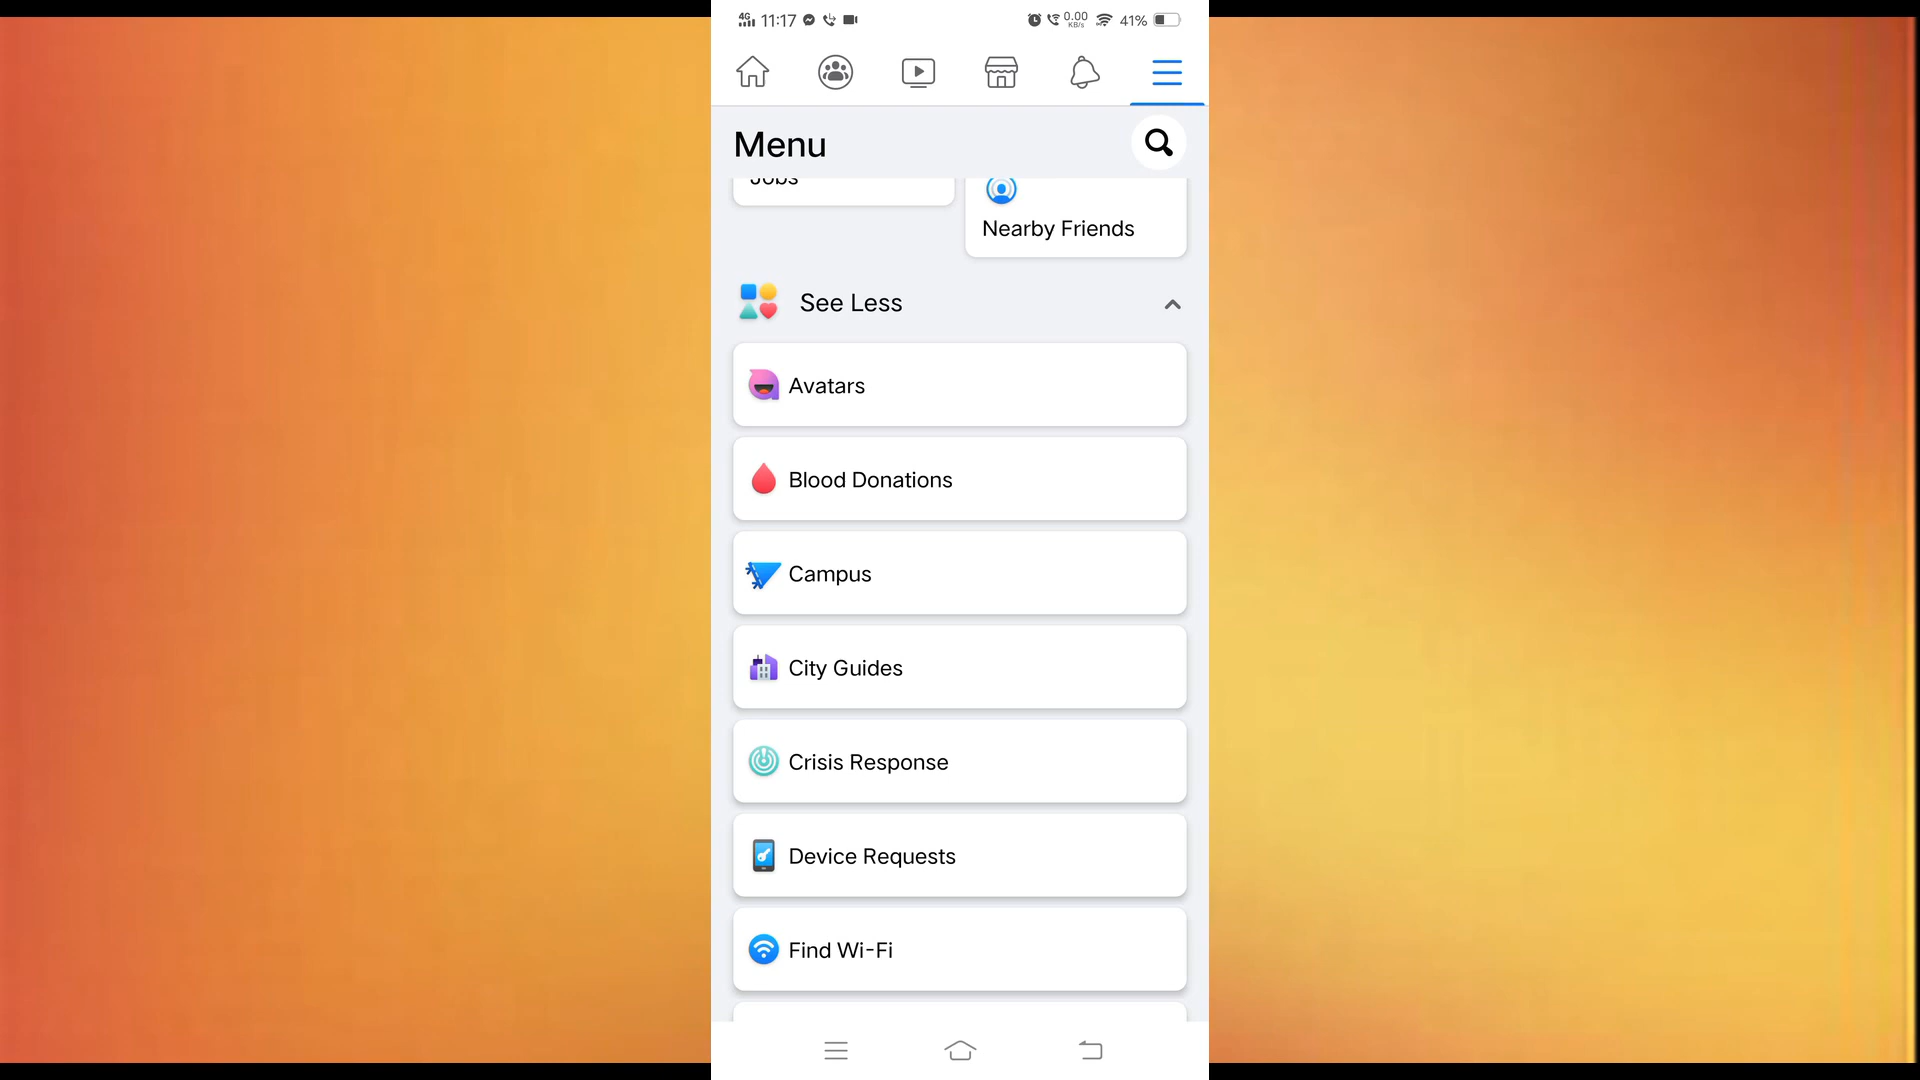 4G 11:17 0.00 KB/s 41%
Menu
Jobs
Nearby Friends
See Less
Avatars
Blood Donations
Campus
City Guides
Crisis Response
Device Requests
Find Wi-Fi